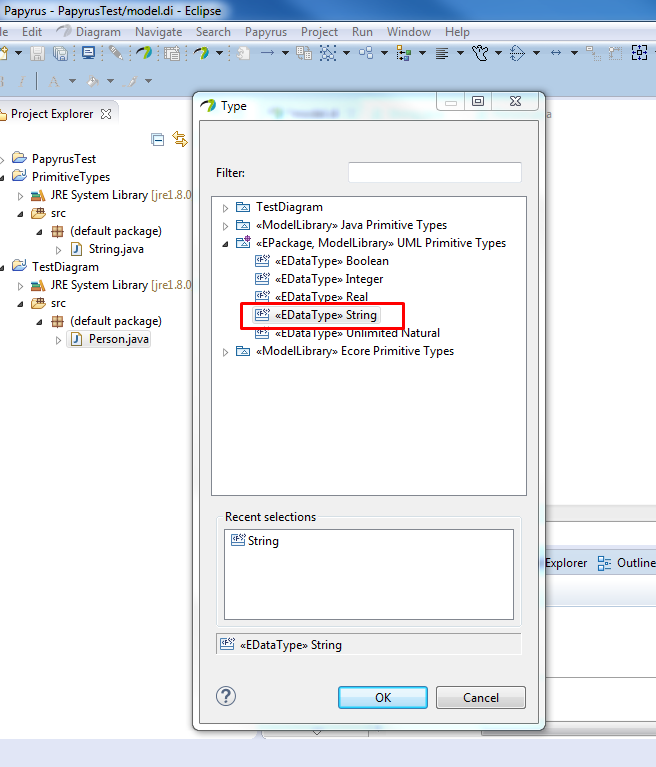 Papyrus - PapyrusTest/model.di - Eclipse
Edit Diagram Navigate Search Papyrus Project Run Window Help
Project Explorer
PapyrusTest
PrimitiveTypes
JRE System Library [jre1.8.0
src
(default package)
String.java
TestDiagram
JRE System Library [jre1.8.0
src
(default package)
Person.java
Type
Filter:
TestDiagram
«ModelLibrary» Java Primitive Types
«EPackage, ModelLibrary» UML Primitive Types
«EDataType» Boolean
«EDataType» Integer
«EDataType» Real
«EDataType» String
«EDataType» Unlimited Natural
«ModelLibrary» Ecore Primitive Types
Recent selections
String
«EDataType» String
OK Cancel
Explorer Outline